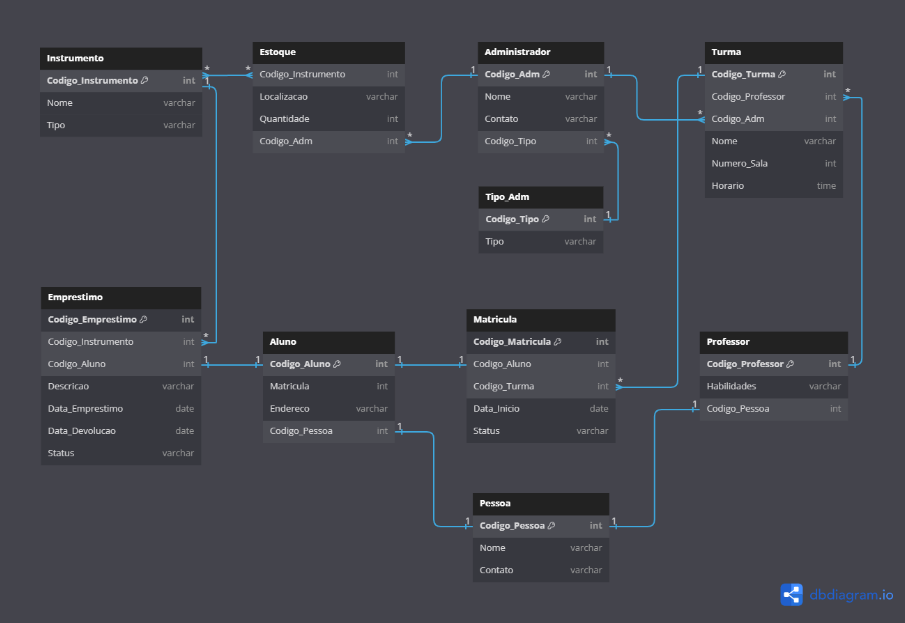 Instrumento
Codigo_Instrumento int
Nome varchar
Tipo varchar
Estoque
Codigo_Instrumento int
Localizacao varchar
Quantidade int
Codigo_Adm int
Administrador
Codigo_Adm int
Nome varchar
Contato varchar
Codigo_Tipo int
Turma
Codigo_Turma int
Codigo_Professor int
Codigo_Adm int
Nome varchar
Numero_Sala int
Horario time
Tipo_Adm
Codigo_Tipo int
Tipo varchar
Emprestimo
Codigo_Emprestimo int
Codigo_Instrumento int
Codigo_Aluno int
Descricao varchar
Data_Emprestimo date
Data_Devolucao date
Status varchar
Aluno
Codigo_Aluno int
Matricula int
Endereco varchar
Codigo_Pessoa int
Matricula
Codigo_Matricula int
Codigo_Aluno int
Codigo_Turma int
Data_Inicio date
Status varchar
Professor
Codigo_Professor int
Habilidades varchar
Codigo_Pessoa int
Pessoa
Codigo_Pessoa int
Nome varchar
Contato varchar
* * 1 * 1 * 1 * 1 * 1 * 1 1 1 1 1 * 1 1 1 1 1
dbdiagram.io